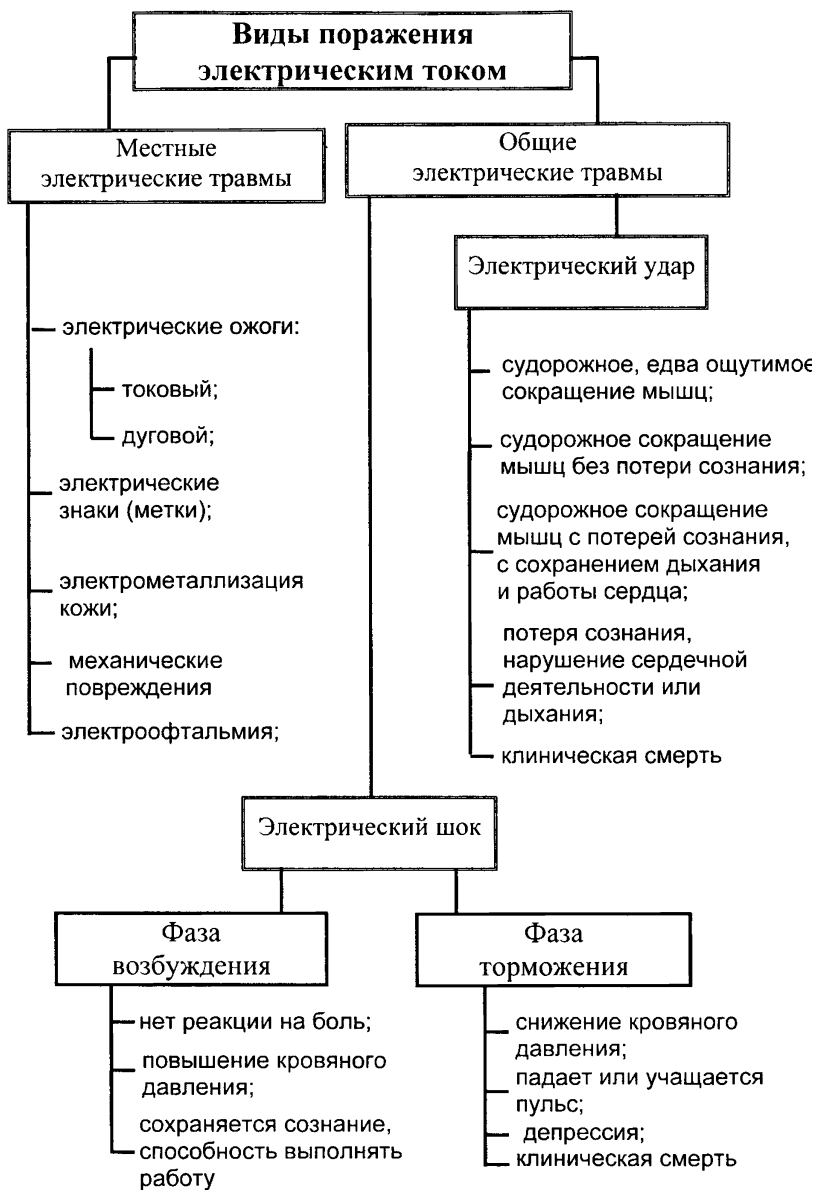 Виды поражения
электрическим током
Местные
электрические травмы
Общие
электрические травмы
Электрический удар
электрические ожоги:
токовый;
дуговой;
электрические
знаки (метки);
электрометаллизация
кожи;
механические
повреждения
электроофтальмия;
судорожное, едва ощутимое
сокращение мышц;
судорожное сокращение
мышц без потери сознания;
судорожное сокращение
мышц с потерей сознания,
с сохранением дыхания
и работы сердца;
потеря сознания,
нарушение сердечной
деятельности или
дыхания;
клиническая смерть
Электрический шок
Фаза
возбуждения
нет реакции на боль;
повышение кровяного
давления;
сохраняется сознание,
способность выполнять
работу
Фаза
торможения
снижение кровяного
давления;
падает или учащается
пульс;
депрессия;
клиническая смерть